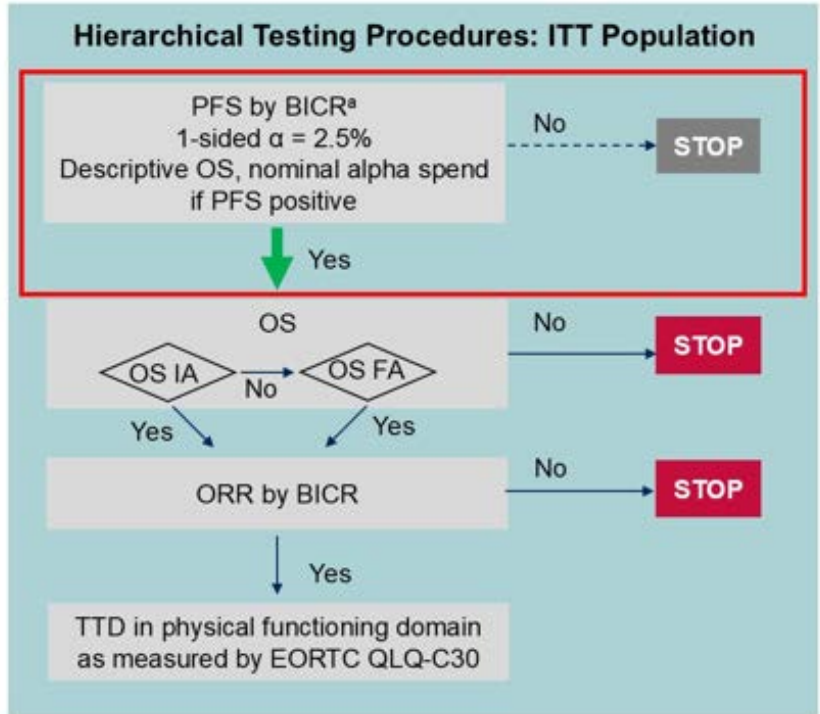 Hierarchical Testing Procedures: ITT Population
PFS by BICRᵃ
1-sided α = 2.5%
Descriptive OS, nominal alpha spend
if PFS positive
No
STOP
Yes
OS
No
STOP
OS IA
No
OS FA
Yes
Yes
ORR by BICR
No
STOP
Yes
TTD in physical functioning domain
as measured by EORTC QLQ-C30